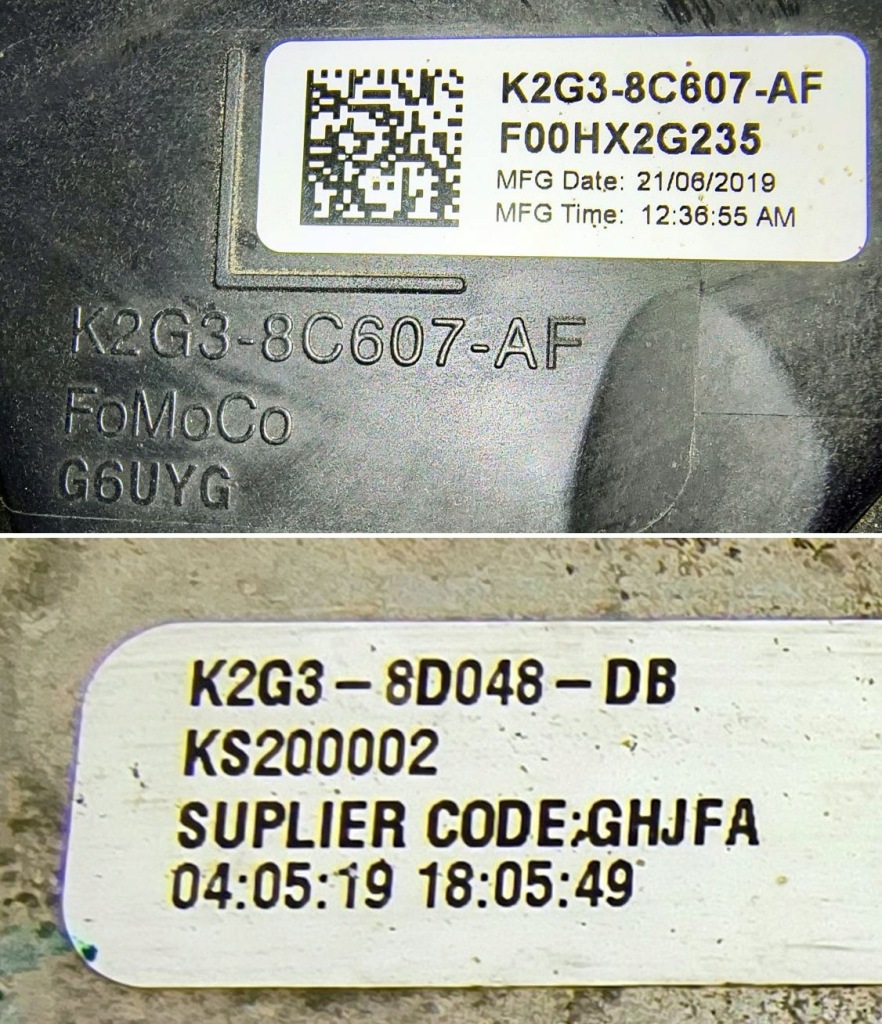 K2G3-8C607-AF
F00HX2G235
MFG Date: 21/06/2019
MFG Time: 12:36:55 AM
K2G3-8C607-AF
FoMoCo
G6UYG
K2G3-8D048-DB
KS200002
SUPLIER CODE:GHJFA
04:05:19 18:05:49